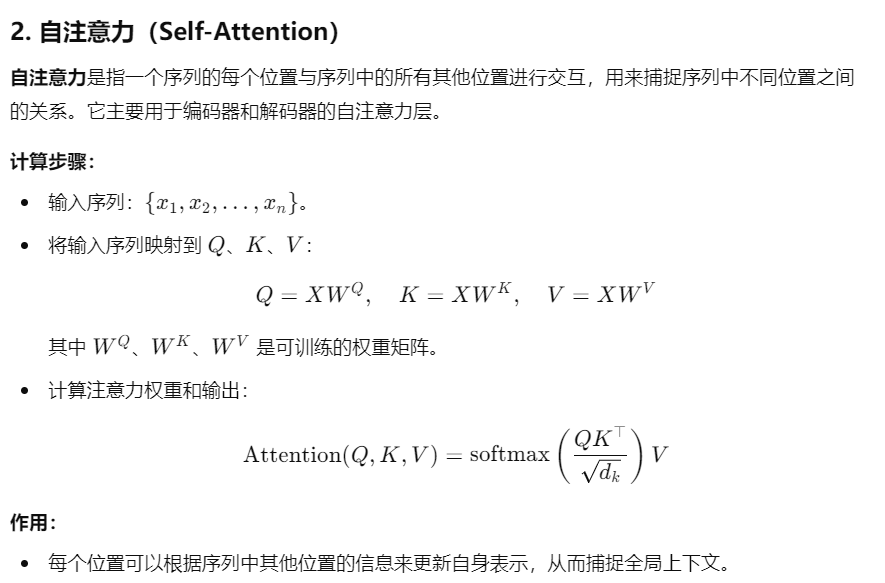 2. 自注意力（Self-Attention）
自注意力是指一个序列的每个位置与序列中的所有其他位置进行交互，用来捕捉序列中不同位置之间
的关系。它主要用于编码器和解码器的自注意力层。
计算步骤：
• 输入序列：$\{x_1, x_2, \ldots, x_n\}$。
• 将输入序列映射到 $Q$、$K$、$V$：
$Q = XW^Q, \quad K = XW^K, \quad V = XW^V$
其中 $W^Q$、$W^K$、$W^V$ 是可训练的权重矩阵。
• 计算注意力权重和输出：
$\text{Attention}(Q, K, V) = \text{softmax}\left(\frac{QK^\top}{\sqrt{d_k}}\right)V$
作用：
• 每个位置可以根据序列中其他位置的信息来更新自身表示，从而捕捉全局上下文。